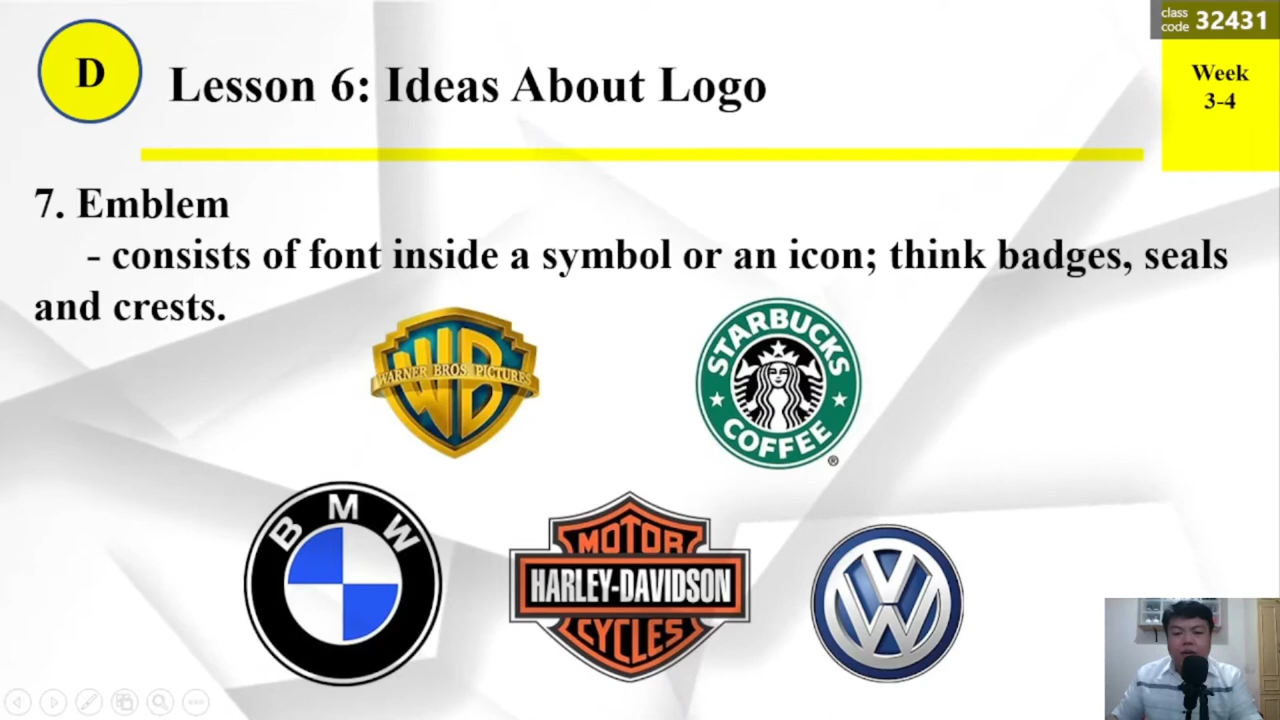 class
code 32431
D
Lesson 6: Ideas About Logo
Week
3-4
7. Emblem
- consists of font inside a symbol or an icon; think badges, seals
and crests.
WB
WARNER BROS. PICTURES
STARBUCKS
COFFEE
®
BMW
MOTOR
HARLEY-DAVIDSON
CYCLES
VW